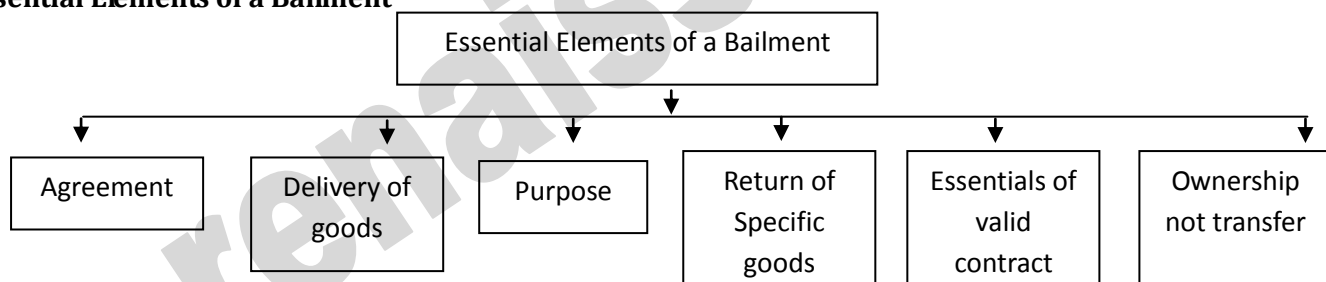 Essential Elements of a Bailment
Essential Elements of a Bailment
Agreement
Delivery of
goods
Purpose
Return of
Specific
goods
Essentials of
valid
contract
Ownership
not transfer
renaiss